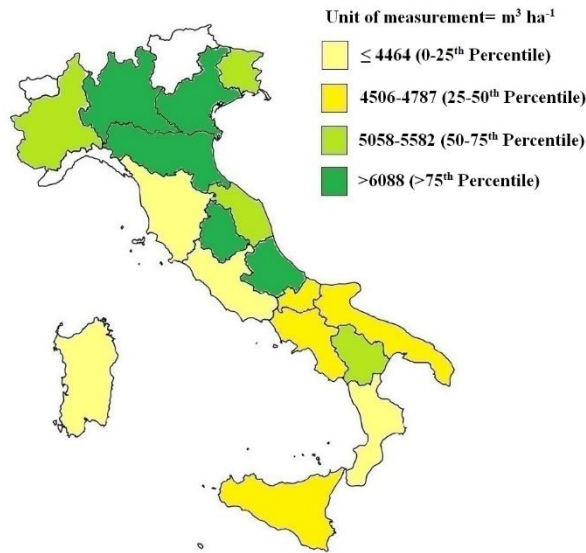 Unit of measurement= m³ ha⁻¹
≤ 4464 (0-25th Percentile)
4506-4787 (25-50th Percentile)
5058-5582 (50-75th Percentile)
>6088 (>75th Percentile)